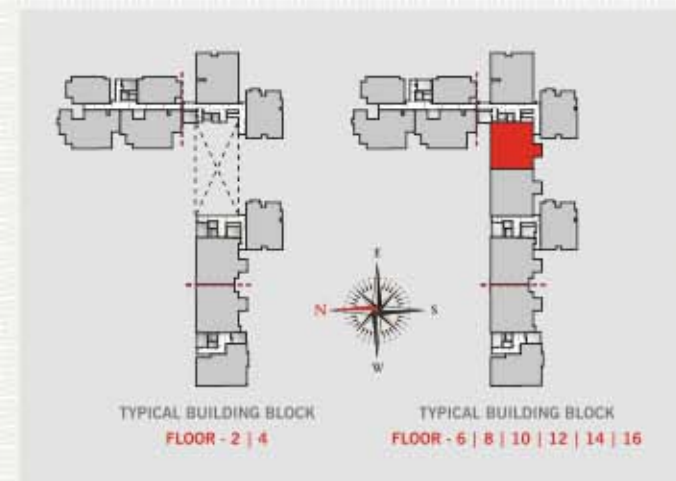 E
N S
W
TYPICAL BUILDING BLOCK
FLOOR - 2 | 4
TYPICAL BUILDING BLOCK
FLOOR - 6 | 8 | 10 | 12 | 14 | 16